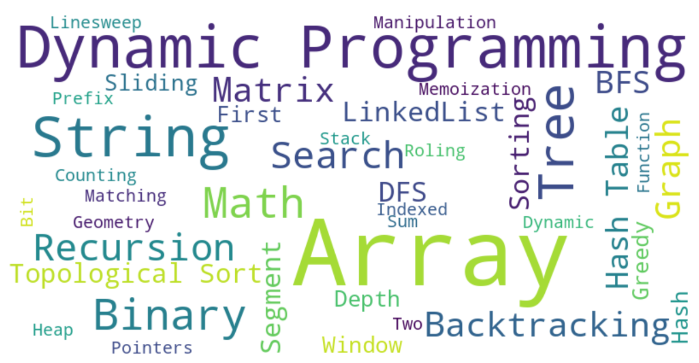 Linesweep
Manipulation
Dynamic Programming
Sliding
Matrix
Memoization
BFS
Prefix
First
LinkedList
Sorting
Tree
String
Stack
Search
Roling
Hash Table
Function
Graph
Counting
Matching
Math
DFS
Indexed
Sum
Bit
Geometry
Array
Dynamic
Recursion
Greedy
Topological Sort
Segment
Depth
Binary
Two
Backtracking
Hash
Heap
Pointers
Window